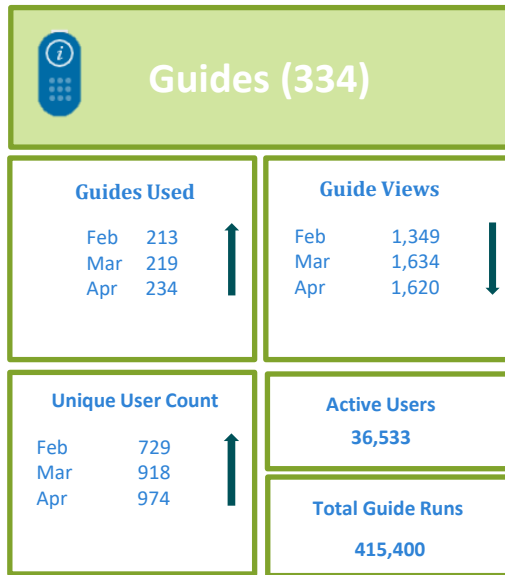 Guides (334)
Guides Used
Feb 213
Mar 219
Apr 234
Guide Views
Feb 1,349
Mar 1,634
Apr 1,620
Unique User Count
Feb 729
Mar 918
Apr 974
Active Users
36,533
Total Guide Runs
415,400